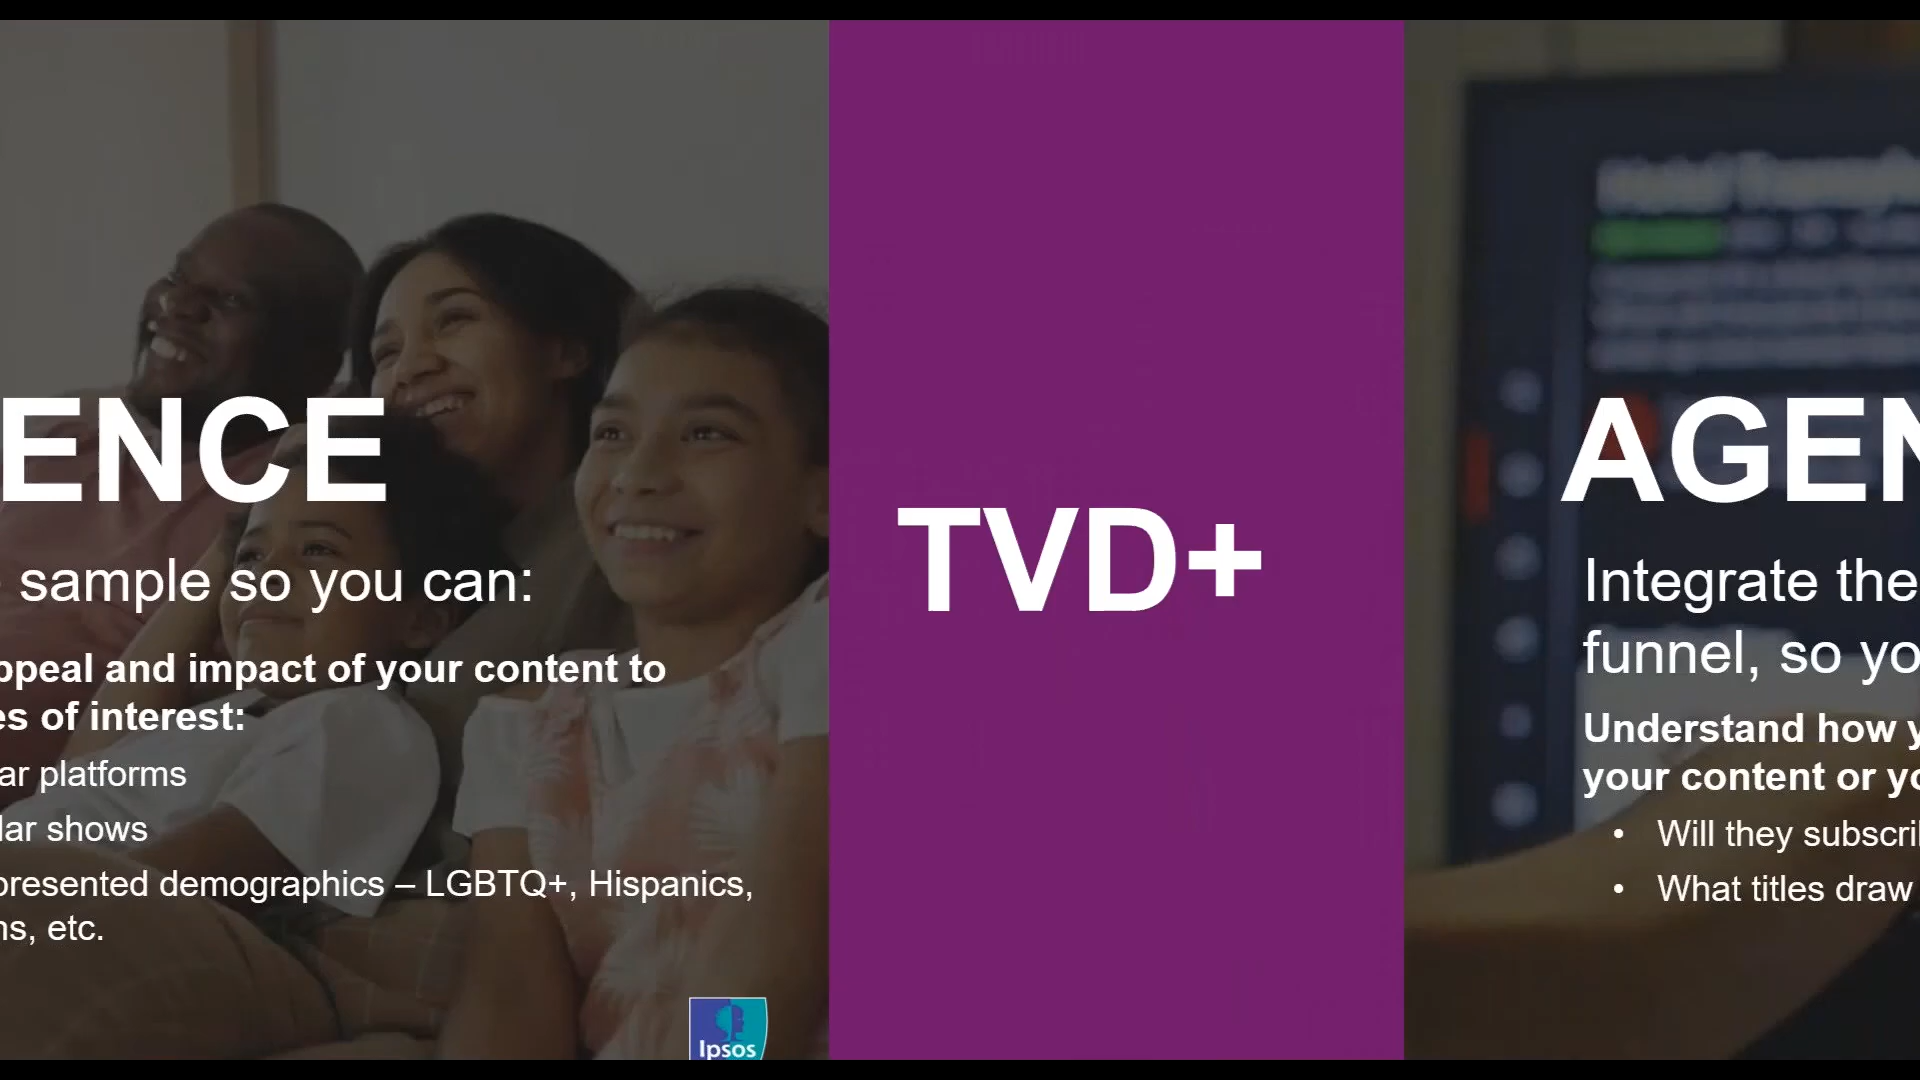 ENCE
sample so you can:
ppeal and impact of your content to
es of interest:
ar platforms
lar shows
presented demographics – LGBTQ+, Hispanics,
ns, etc.
Ipsos
TVD+
AGEN
Integrate the
funnel, so yo
Understand how y
your content or yo
• Will they subscri
• What titles draw